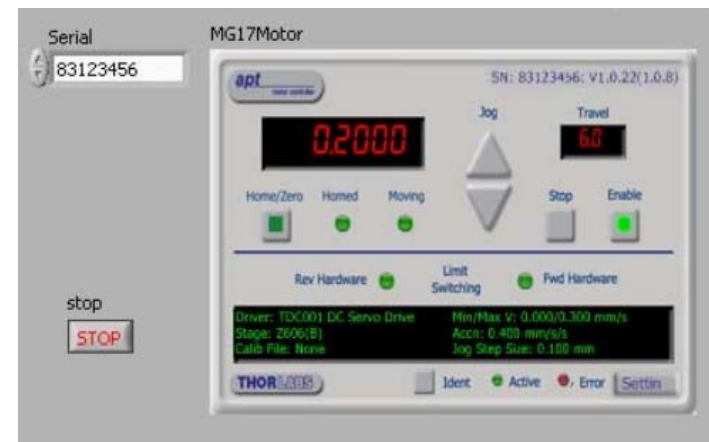 Serial
MG17Motor
83123456
apt
motor controller
SN: 83123456: V1.0.22(1.0.8)
Jog
Travel
0.2000
6.0
Home/Zero Homed Moving
Stop Enable
Rev Hardware
Limit
Switching
Fwd Hardware
stop
STOP
Driver: TDC001 DC Servo Drive
Stage: Z606(B)
Calib File: None
Min/Max V: 0.000/0.300 mm/s
Accn: 0.400 mm/s/s
Jog Step Size: 0.100 mm
THORLABS
Ident Active Error Settin